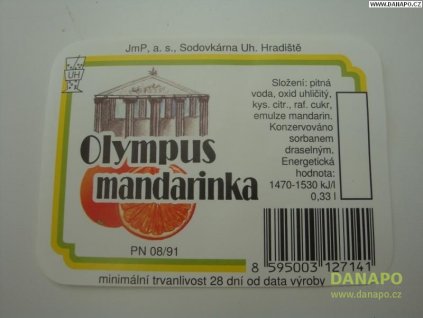 WWW.DANAPO.CZ
JmP, a. s., Sodovkárna Uh. Hradiště
UH
Složení: pitná
voda, oxid uhličitý,
kys. citr., raf. cukr,
emulze mandarin.
Konzervováno
sorbanem
draselným.
Energetická
hodnota:
1470-1530 kJ/l
0,33 l
Olympus
mandarinka
PN 08/91
8 595003 127141
minimální trvanlivost 28 dní od data výroby
DANAPO
www.danapo.cz